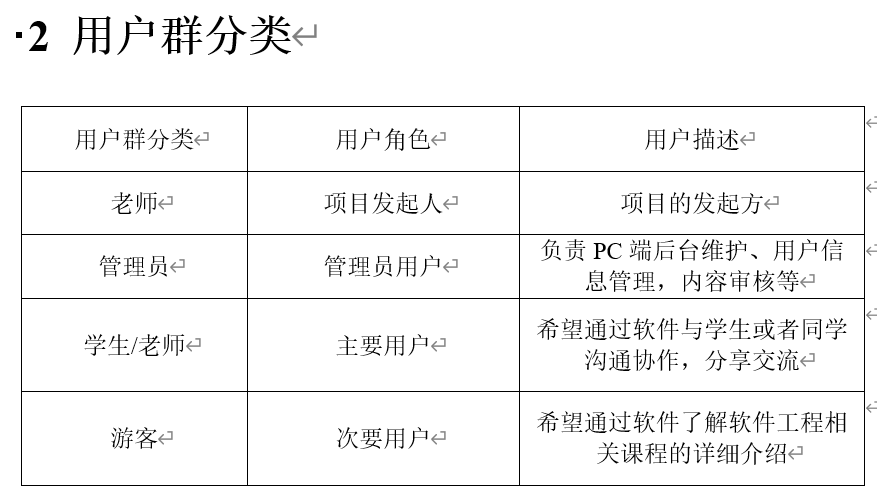 2 用户群分类
用户群分类 用户角色 用户描述
老师 项目发起人 项目的发起方
管理员 管理员用户 负责 PC 端后台维护、用户信
息管理，内容审核等
学生/老师 主要用户 希望通过软件与学生或者同学
沟通协作，分享交流
游客 次要用户 希望通过软件了解软件工程相
关课程的详细介绍